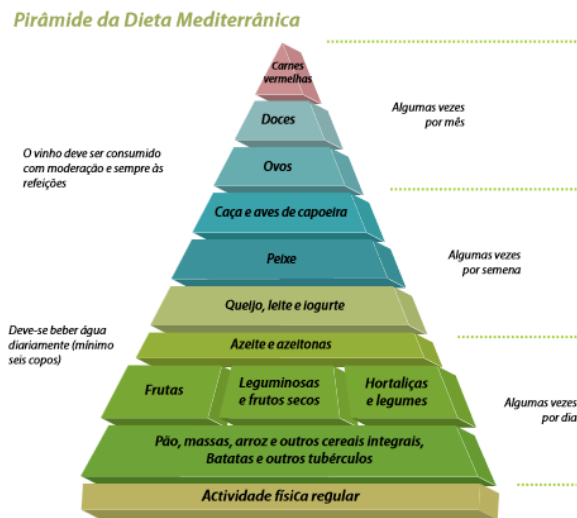 Pirâmide da Dieta Mediterrânica
Carnes
vermelhas
Doces
Algumas vezes
por mês
O vinho deve ser consumido
com moderação e sempre às
refeições
Ovos
Caça e aves de capoeira
Peixe
Algumas vezes
por semena
Queijo, leite e iogurte
Deve-se beber água
diariamente (mínimo
seis copos)
Azeite e azeitonas
Frutas
Leguminosas
e frutos secos
Hortaliças
e legumes
Algumas vezes
por dia
Pão, massas, arroz e outros cereais integrais,
Batatas e outros tubérculos
Actividade física regular